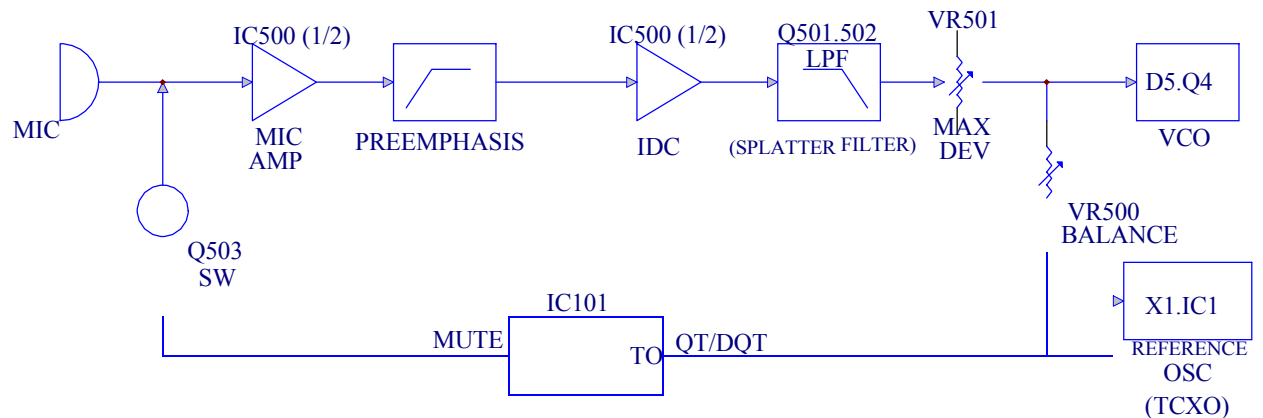 IC500 (1/2)
IC500 (1/2)
Q501.502
LPF
VR501
MIC
MIC
AMP
PREEMPHASIS
IDC
(SPLATTER FILTER)
MAX
DEV
D5.Q4
VCO
Q503
SW
VR500
BALANCE
IC101
MUTE
TO
QT/DQT
X1.IC1
REFERENCE
OSC
(TCXO)